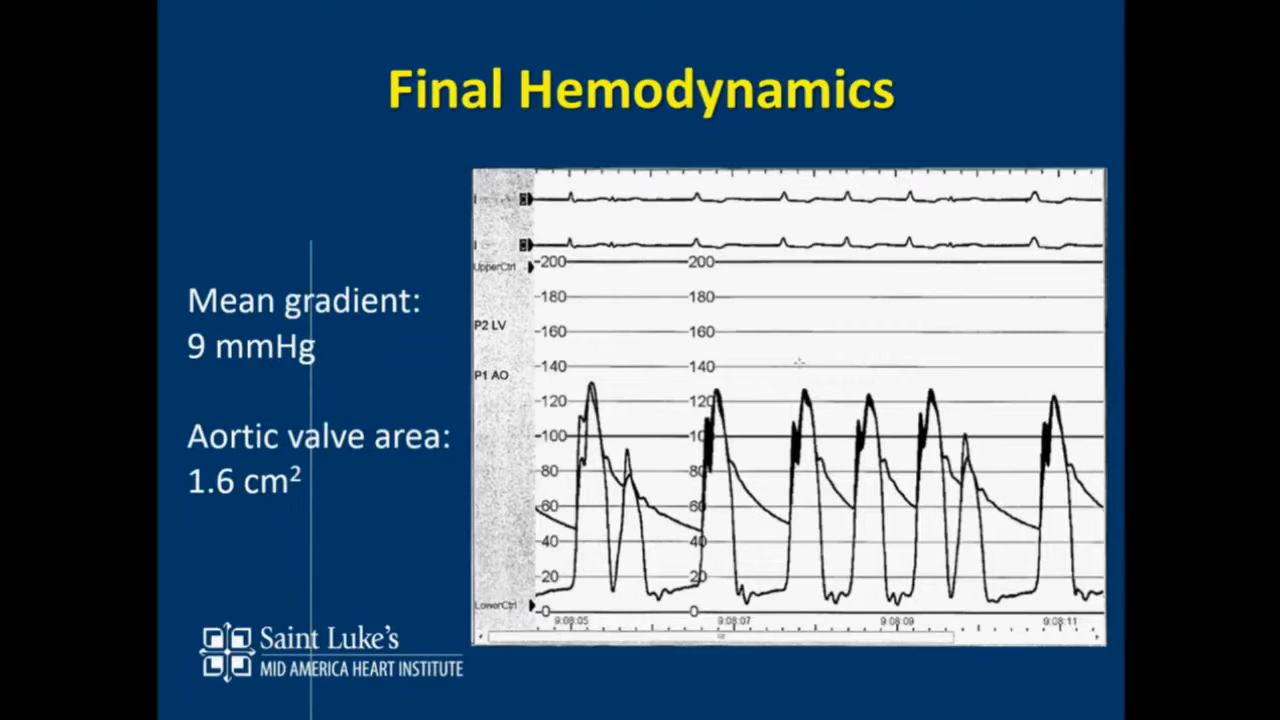 Final Hemodynamics
Mean gradient:
9 mmHg
Aortic valve area:
1.6 cm²
UpperCtrl
P2 LV
P1 AO
LowerCtrl
200 200
180 180
160 160
140 140
120 120
100 100
80 80
60 60
40 40
20 20
0 0
9:08:05 9:08:07 9:08:09 9:08:11
Saint Luke's
MID AMERICA HEART INSTITUTE